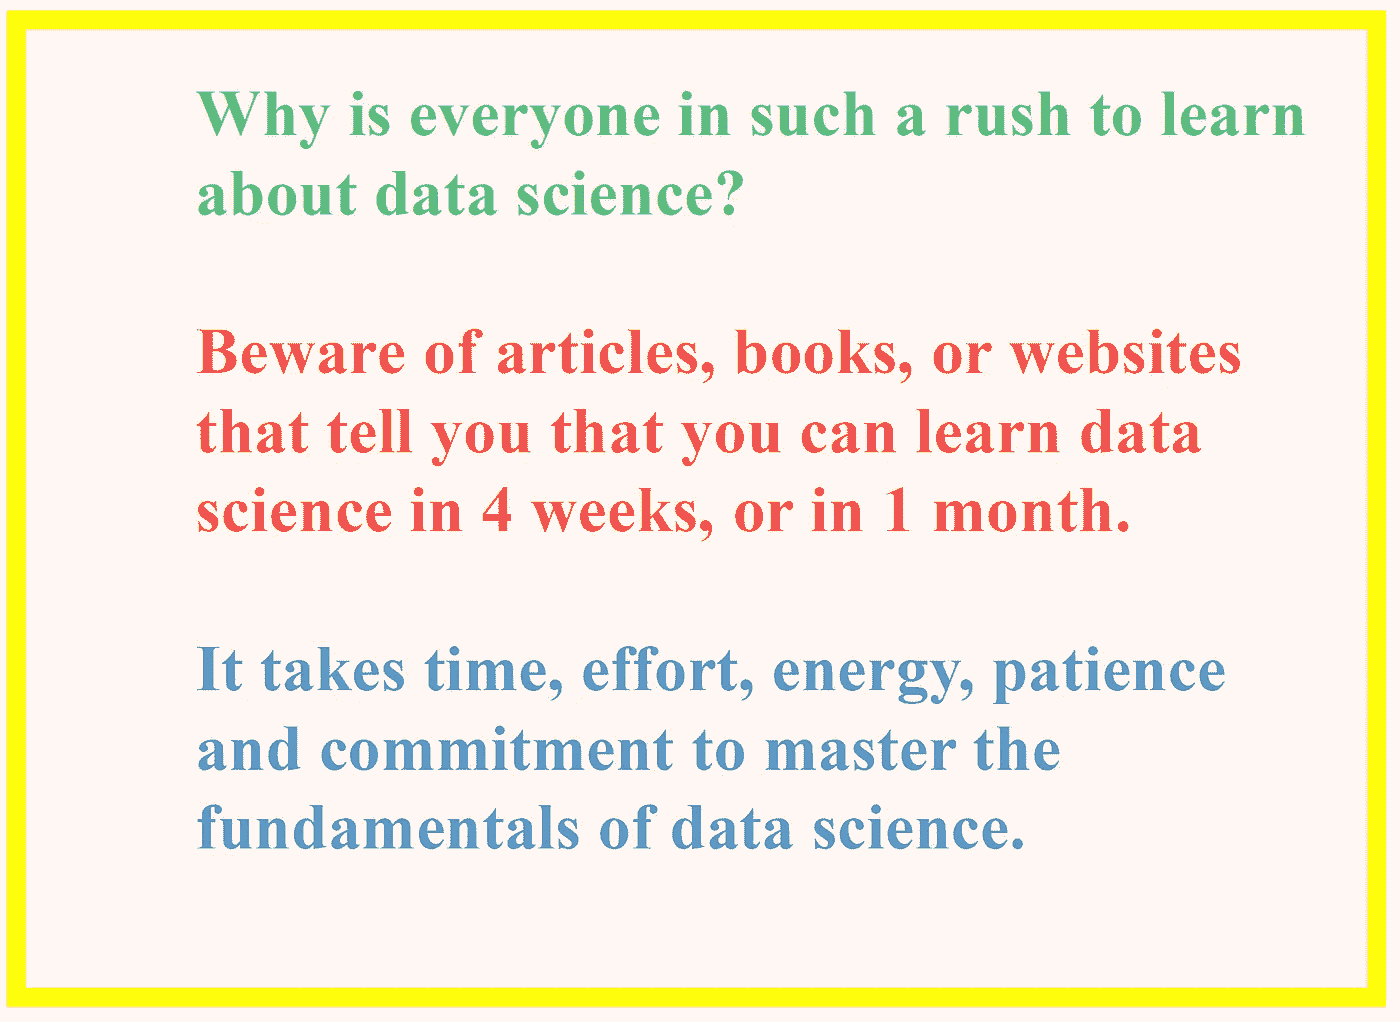 Why is everyone in such a rush to learn
about data science?
Beware of articles, books, or websites
that tell you that you can learn data
science in 4 weeks, or in 1 month.
It takes time, effort, energy, patience
and commitment to master the
fundamentals of data science.